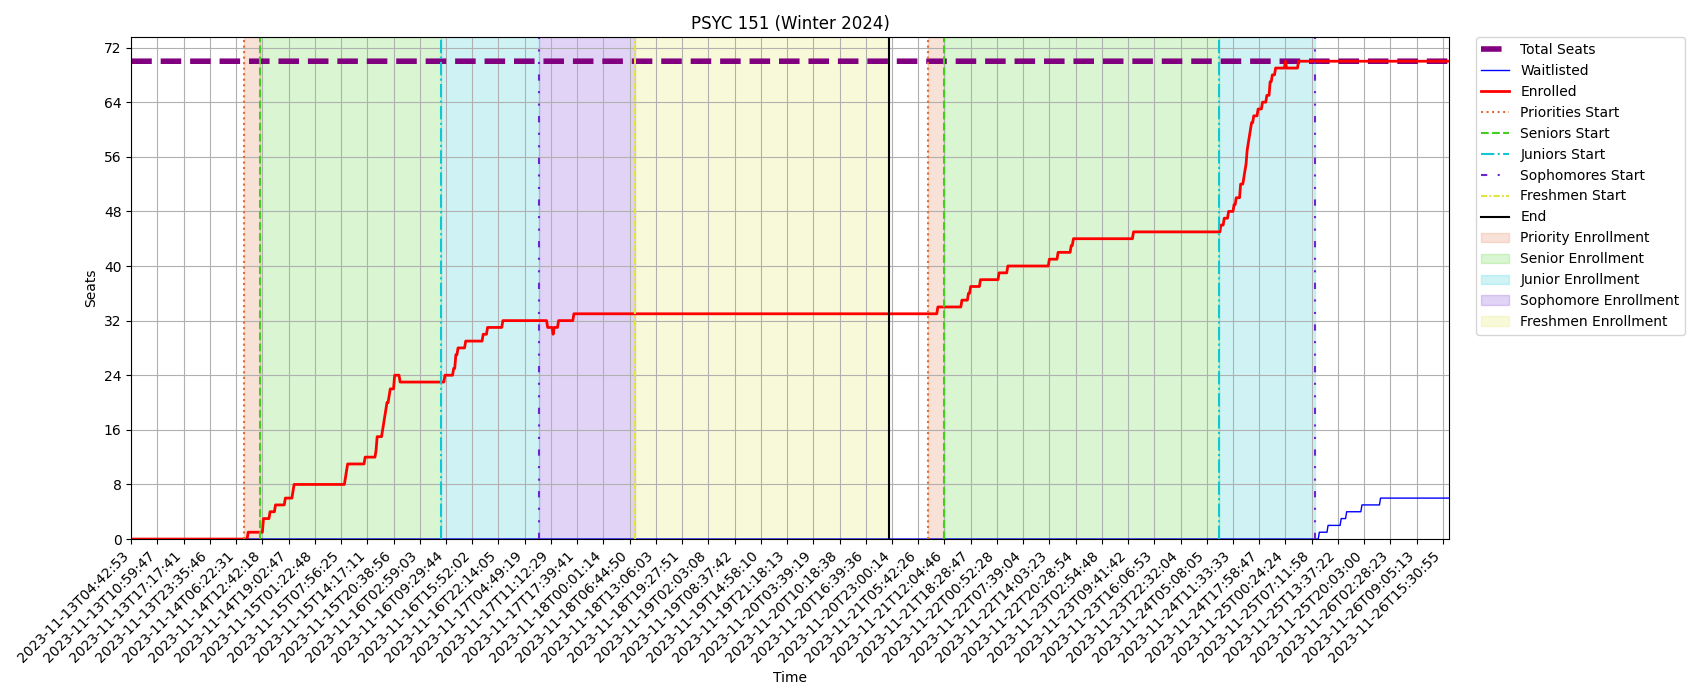 PSYC 151 (Winter 2024)
72
64
56
48
40
32
24
16
8
0
Seats
2023-11-13T04:42:53
2023-11-13T10:59:47
2023-11-13T17:17:41
2023-11-13T23:35:46
2023-11-14T06:22:31
2023-11-14T12:42:18
2023-11-14T19:02:47
2023-11-15T01:22:48
2023-11-15T07:56:25
2023-11-15T14:17:11
2023-11-15T20:38:56
2023-11-16T02:59:03
2023-11-16T09:29:44
2023-11-16T15:52:02
2023-11-16T22:14:05
2023-11-17T04:49:19
2023-11-17T11:12:29
2023-11-17T17:39:41
2023-11-18T00:01:14
2023-11-18T06:44:50
2023-11-18T13:06:03
2023-11-18T19:27:51
2023-11-19T02:03:08
2023-11-19T08:37:42
2023-11-19T14:58:10
2023-11-19T21:18:13
2023-11-20T03:39:19
2023-11-20T10:18:38
2023-11-20T16:39:36
2023-11-20T23:00:14
2023-11-21T05:42:26
2023-11-21T12:04:46
2023-11-21T18:28:47
2023-11-22T00:52:28
2023-11-22T07:39:04
2023-11-22T14:03:23
2023-11-22T20:28:54
2023-11-23T02:54:48
2023-11-23T09:41:42
2023-11-23T16:06:53
2023-11-23T22:32:04
2023-11-24T05:08:05
2023-11-24T11:33:33
2023-11-24T17:58:47
2023-11-25T00:24:24
2023-11-25T07:11:58
2023-11-25T13:37:22
2023-11-25T20:03:00
2023-11-26T02:28:23
2023-11-26T09:05:13
2023-11-26T15:30:55
Time
Total Seats
Waitlisted
Enrolled
Priorities Start
Seniors Start
Juniors Start
Sophomores Start
Freshmen Start
End
Priority Enrollment
Senior Enrollment
Junior Enrollment
Sophomore Enrollment
Freshmen Enrollment